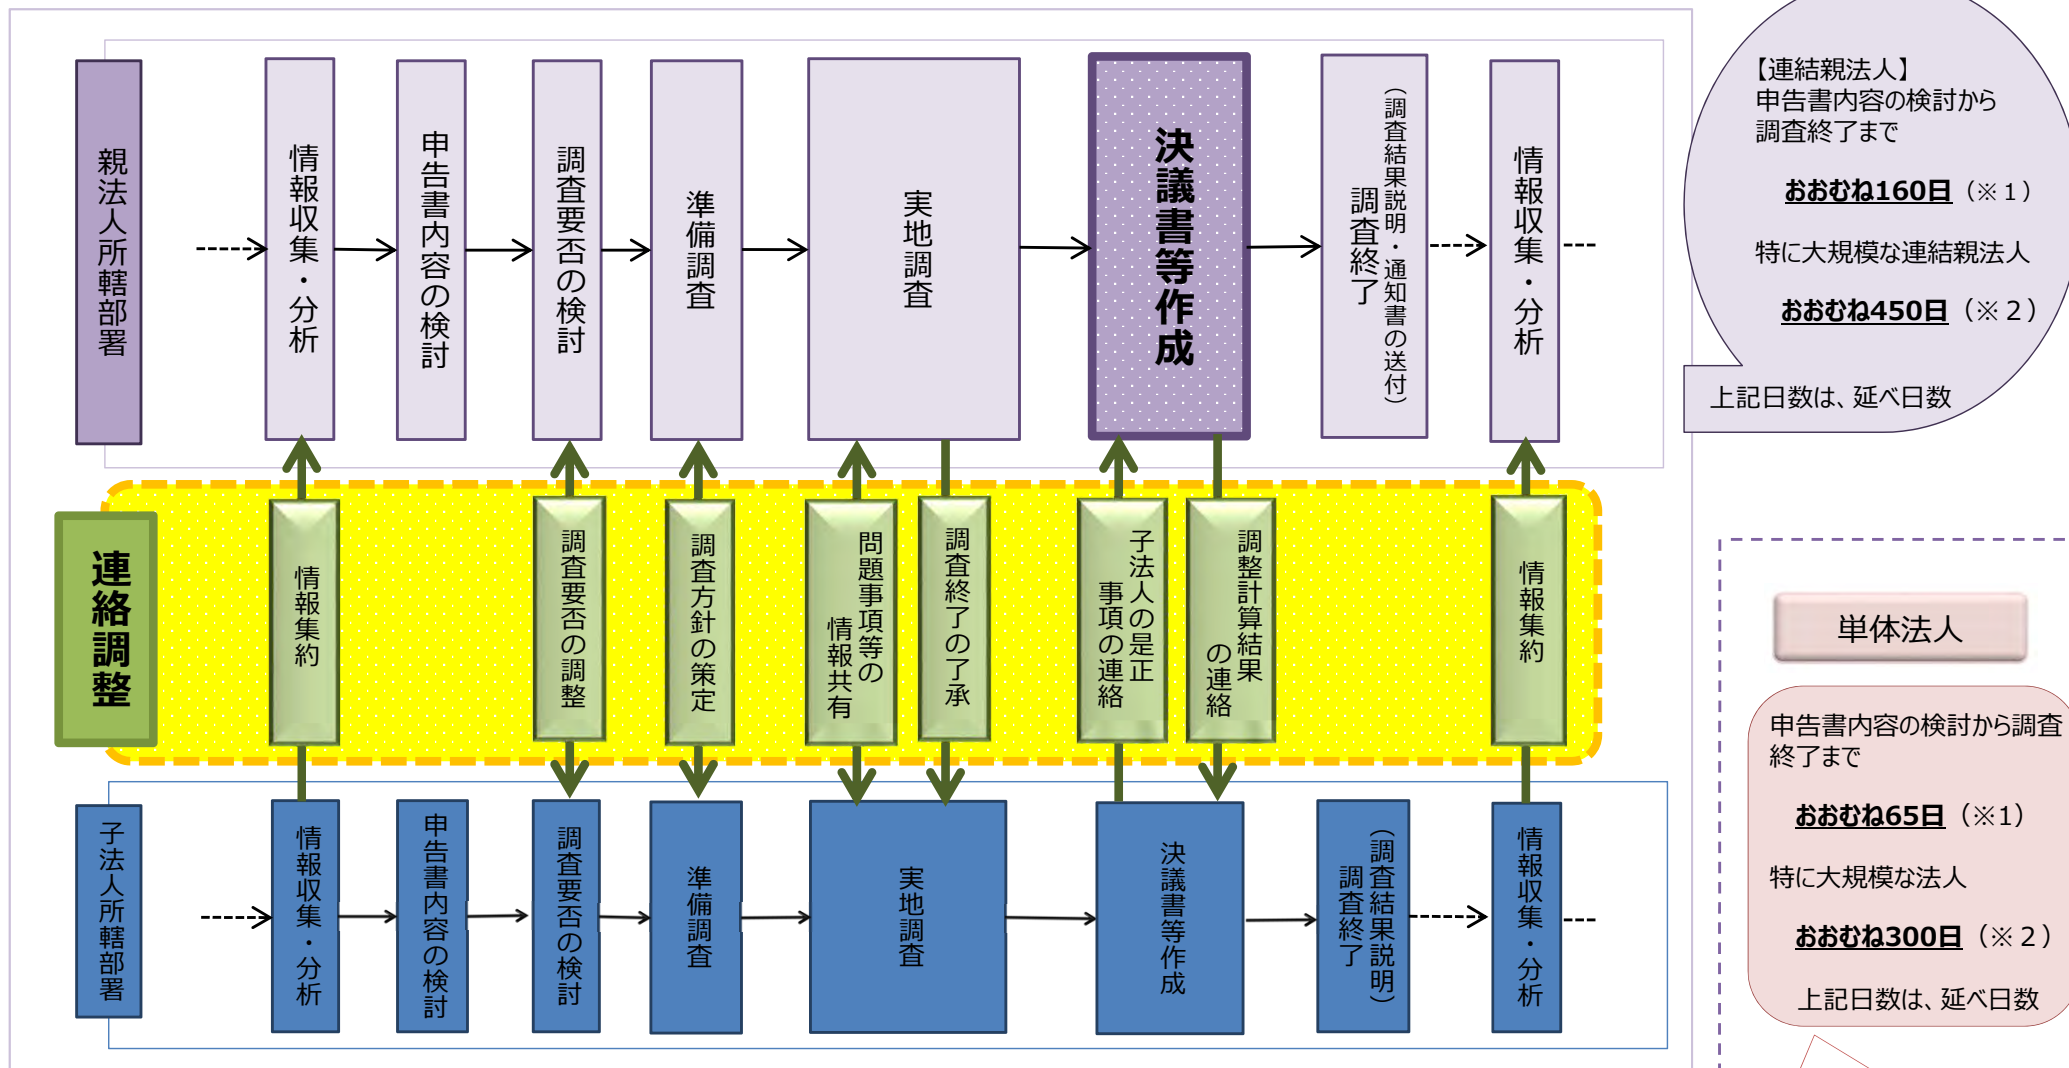 親法人所轄部署
情報収集・分析
申告書内容の検討
調査要否の検討
準備調査
実地調査
決議書等作成
（調査結果説明・通知書の送付）
調査終了
情報収集・分析
【連結親法人】
申告書内容の検討から
調査終了まで
おおむね160日（※１）
特に大規模な連結親法人
おおむね450日（※２）
上記日数は、延べ日数
連絡調整
情報集約
調査要否の調整
調査方針の策定
問題事項等の
情報共有
調査終了の了承
子法人の是正
事項の連絡
調整計算結果
の連絡
情報集約
子法人所轄部署
情報収集・分析
申告書内容の検討
調査要否の検討
準備調査
実地調査
決議書等作成
（調査結果説明）
調査終了
情報収集・分析
単体法人
申告書内容の検討から調査
終了まで
おおむね65日（※1）
特に大規模な法人
おおむね300日（※２）
上記日数は、延べ日数